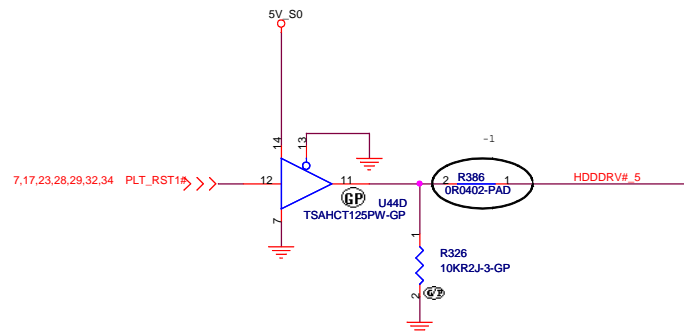 5V_S0
14
13
-1
7,17,23,28,29,32,34 PLT_RST1#
12
11
GP
U44D
TSAHCT125PW-GP
7
2 R386 1
0R0402-PAD
HDDDRV#_5
1
R326
10KR2J-3-GP
2
G/P